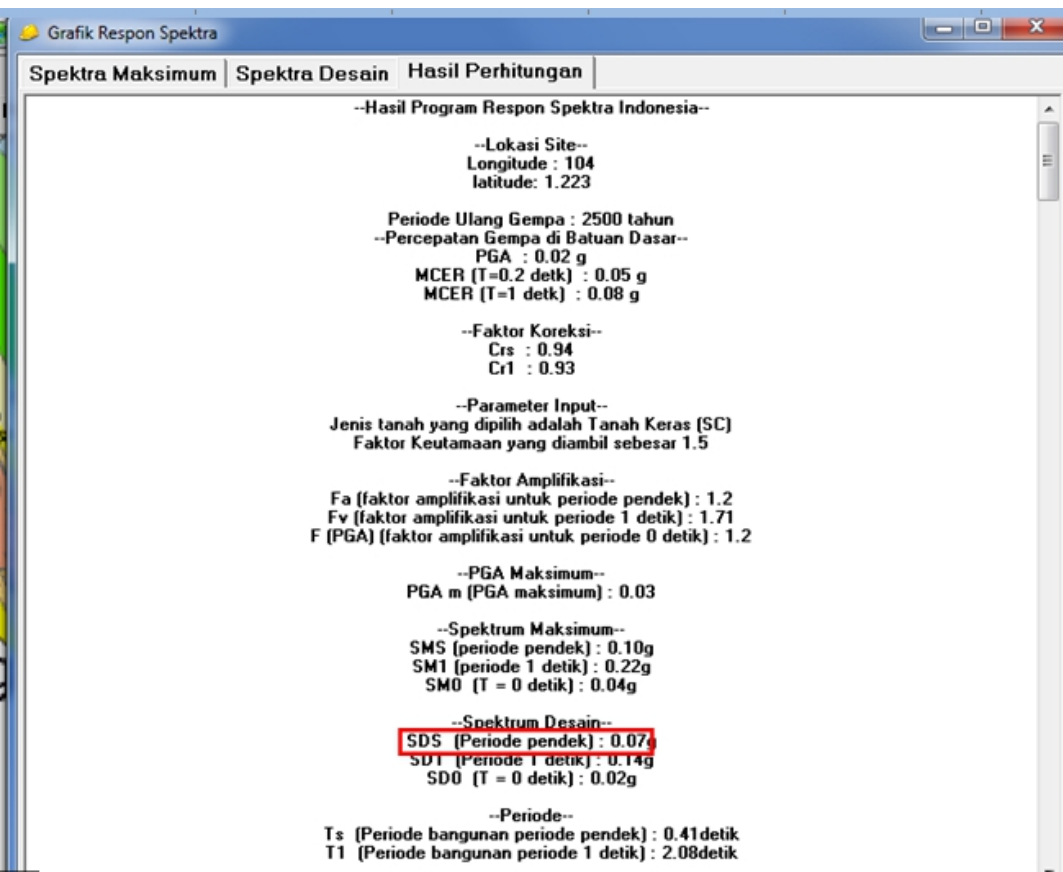 Grafik Respon Spektra
Spektra Maksimum Spektra Desain Hasil Perhitungan
--Hasil Program Respon Spektra Indonesia--
--Lokasi Site--
Longitude : 104
latitude: 1.223
Periode Ulang Gempa : 2500 tahun
--Percepatan Gempa di Batuan Dasar--
PGA : 0.02 g
MCER (T=0.2 detk) : 0.05 g
MCER (T=1 detk) : 0.08 g
--Faktor Koreksi--
Crs : 0.94
Cr1 : 0.93
--Parameter Input--
Jenis tanah yang dipilih adalah Tanah Keras (SC)
Faktor Keutamaan yang diambil sebesar 1.5
--Faktor Amplifikasi--
Fa (faktor amplifikasi untuk periode pendek) : 1.2
Fv (faktor amplifikasi untuk periode 1 detik) : 1.71
F (PGA) (faktor amplifikasi untuk periode 0 detik) : 1.2
--PGA Maksimum--
PGA m (PGA maksimum) : 0.03
--Spektrum Maksimum--
SMS (periode pendek) : 0.10g
SM1 (periode 1 detik) : 0.22g
SM0 (T = 0 detik) : 0.04g
--Spektrum Desain--
SDS (Periode pendek) : 0.07g
SD1 (Periode 1 detik) : 0.14g
SD0 (T = 0 detik) : 0.02g
--Periode--
Ts (Periode bangunan periode pendek) : 0.41detik
T1 (Periode bangunan periode 1 detik) : 2.08detik